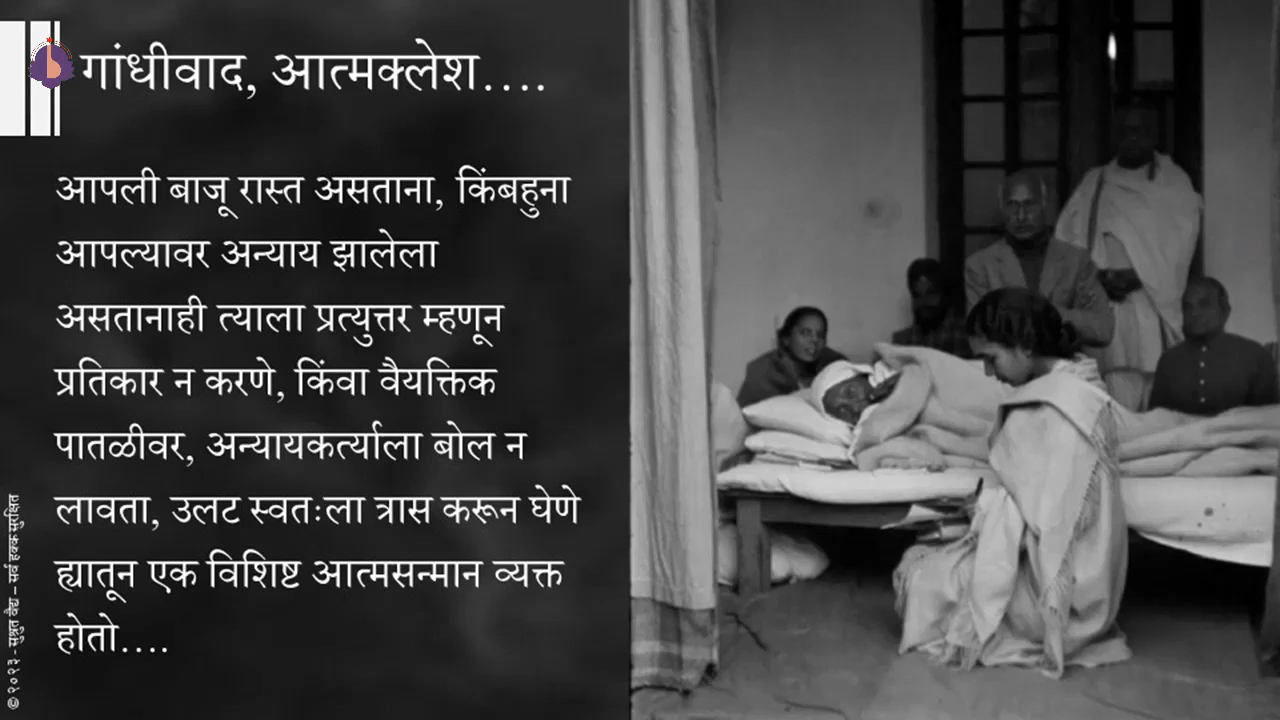 गांधीवाद, आत्मक्लेश....
आपली बाजू रास्त असताना, किंबहुना
आपल्यावर अन्याय झालेला
असतानाही त्याला प्रत्युत्तर म्हणून
प्रतिकार न करणे, किंवा वैयक्तिक
पातळीवर, अन्यायकर्त्याला बोल न
लावता, उलट स्वतःला त्रास करून घेणे
ह्यातून एक विशिष्ट आत्मसन्मान व्यक्त
होतो....
© २०२३ - सुश्रुत वैद्य – सर्व हक्क सुरक्षित